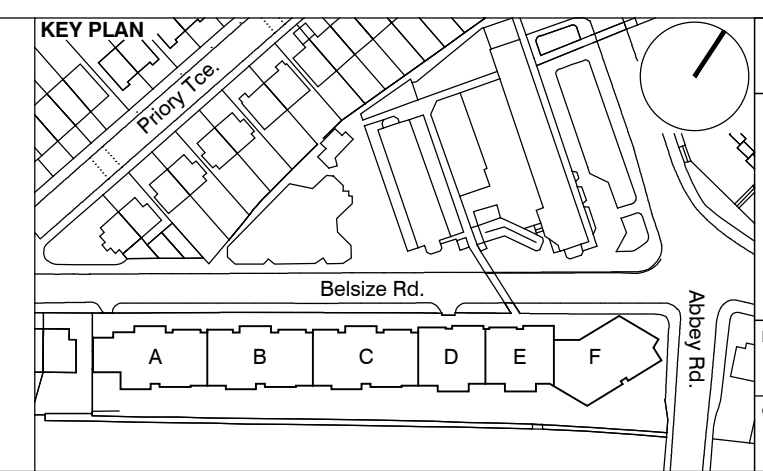 KEY PLAN
Priory Tce.
Belsize Rd.
Abbey Rd.
A
B
C
D
E
F